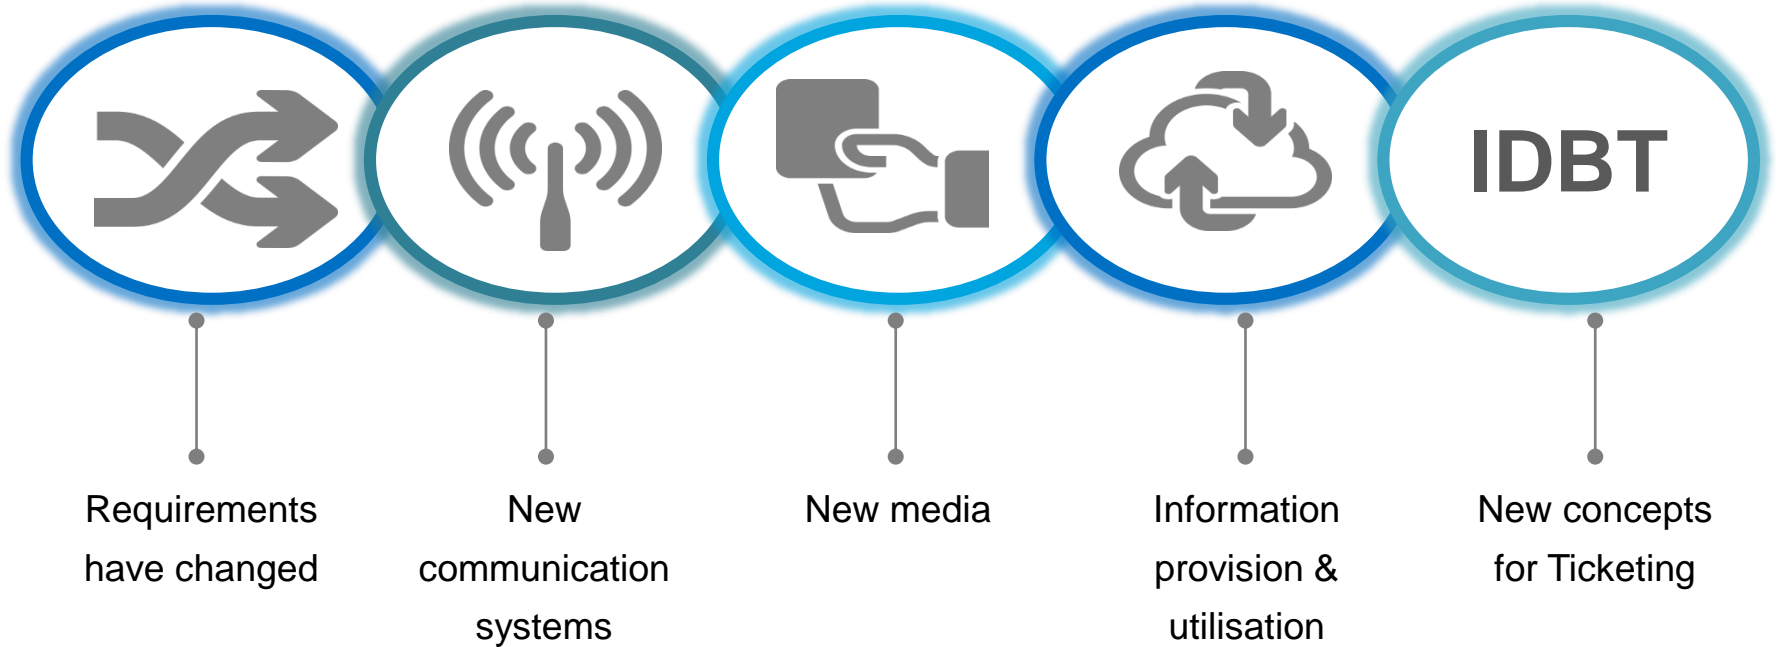 IDBT
Requirements
have changed
New
communication
systems
New media
Information
provision &
utilisation
New concepts
for Ticketing